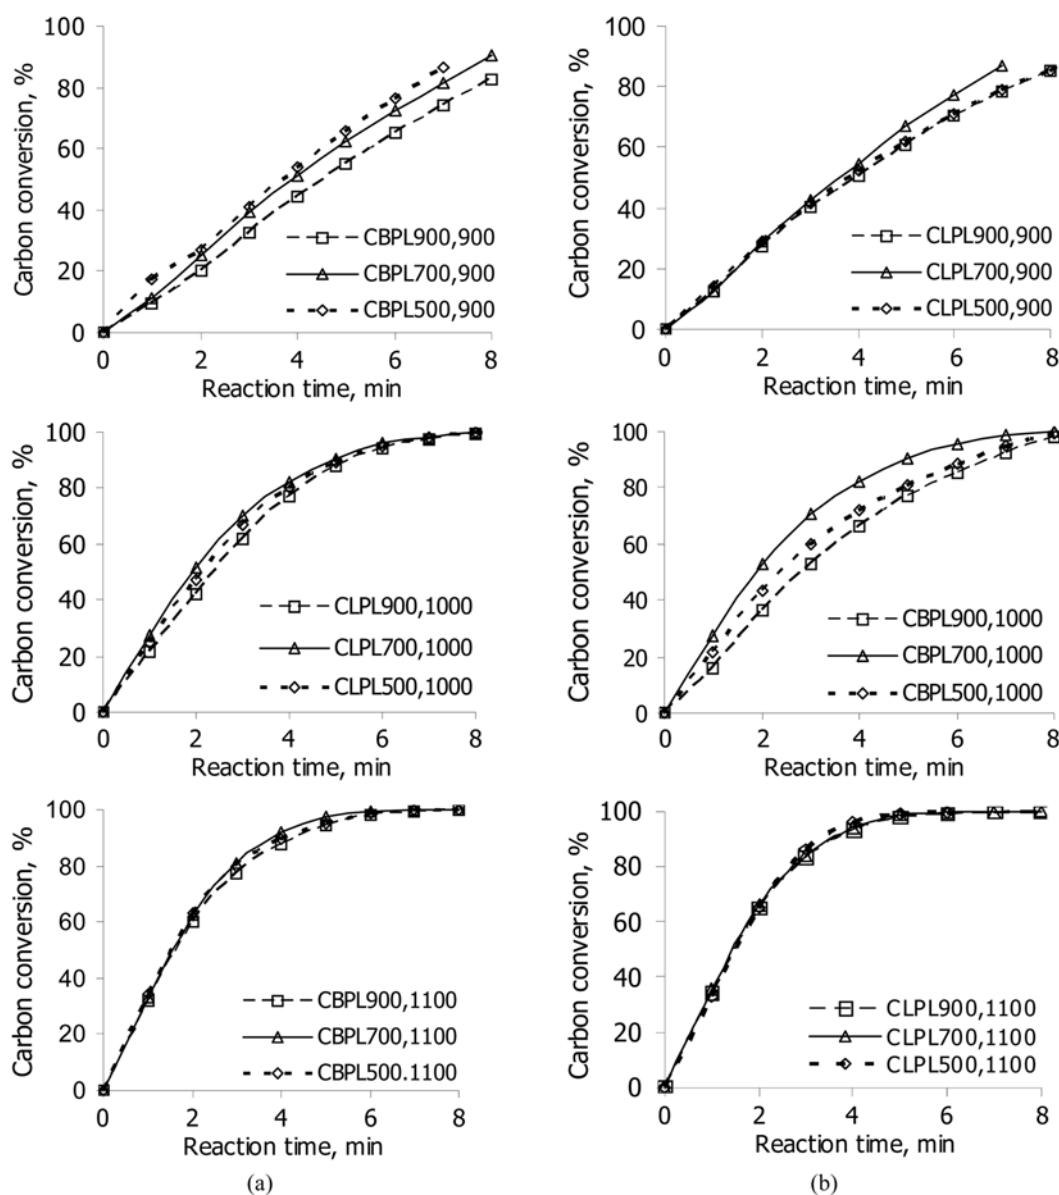 100
80
60
40
20
0
Carbon conversion, %
CBPL900,900
CBPL700,900
CBPL500,900
0 2 4 6 8
Reaction time, min
100
80
60
40
20
0
Carbon conversion, %
CLPL900,900
CLPL700,900
CLPL500,900
0 2 4 6 8
Reaction time, min
100
80
60
40
20
0
Carbon conversion, %
CLPL900,1000
CLPL700,1000
CLPL500,1000
0 2 4 6 8
Reaction time, min
100
80
60
40
20
0
Carbon conversion, %
CBPL900,1000
CBPL700,1000
CBPL500,1000
0 2 4 6 8
Reaction time, min
100
80
60
40
20
0
Carbon conversion, %
CBPL900,1100
CBPL700,1100
CBPL500.1100
0 2 4 6 8
Reaction time, min
100
80
60
40
20
0
Carbon conversion, %
CLPL900,1100
CLPL700,1100
CLPL500,1100
0 2 4 6 8
Reaction time, min
(a)
(b)